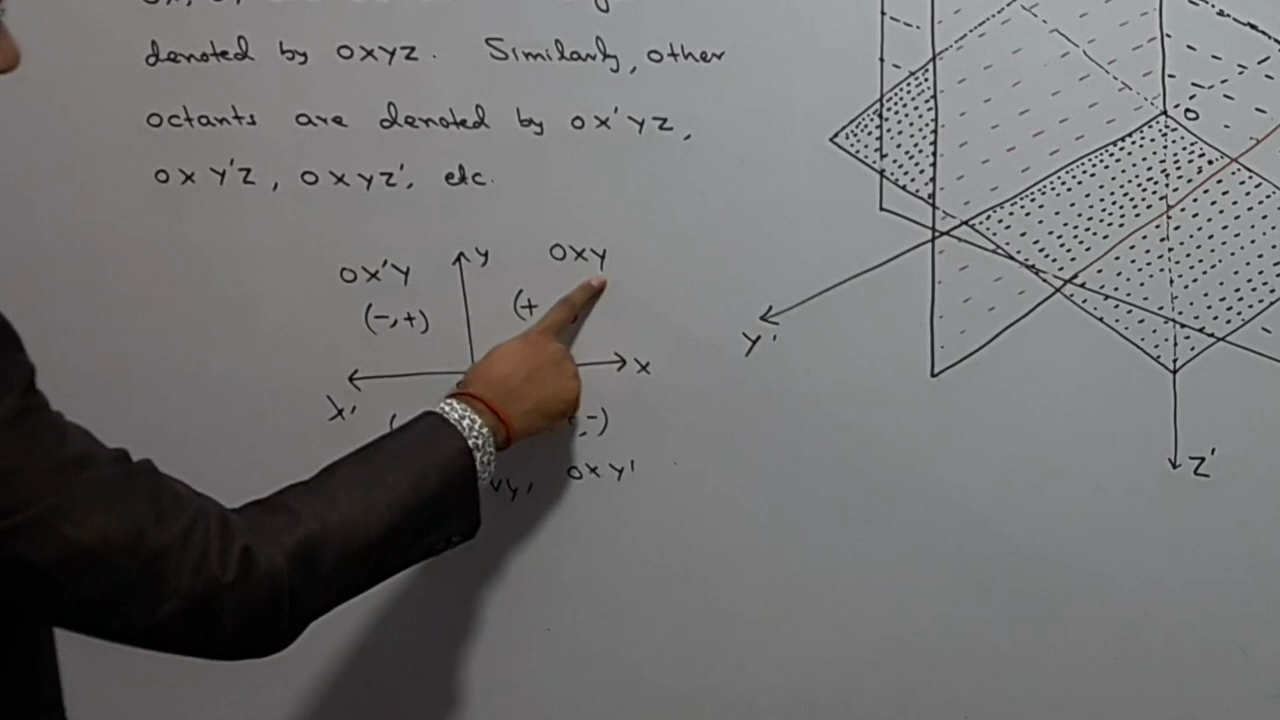 denoted by OXYZ. Similarly, other
octants are denoted by OX'YZ,
OXY'Z, OXYZ', etc.
OX'Y
Y
OXY
(-,+)
(+
X'
X
-)
Y'
OXY'
O
Y'
Z'